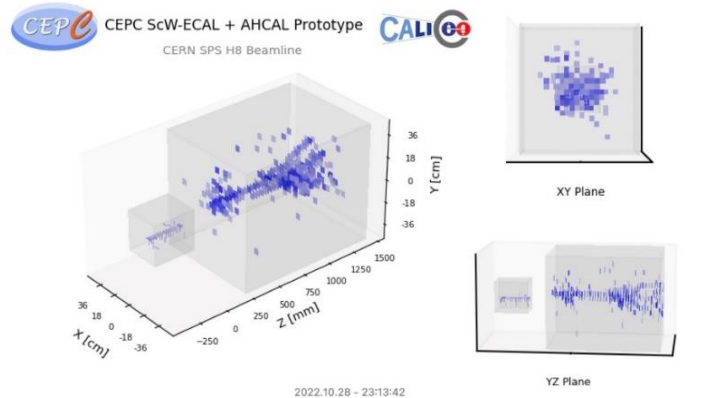 CEPC
CEPC ScW-ECAL + AHCAL Prototype
CALICO
CERN SPS H8 Beamline
36
18
0
-18
-36
Y [cm]
1500
1250
1000
750
500
250
0
−250
Z [mm]
36
18
0
-18
-36
X [cm]
XY Plane
YZ Plane
2022.10.28 - 23:13:42